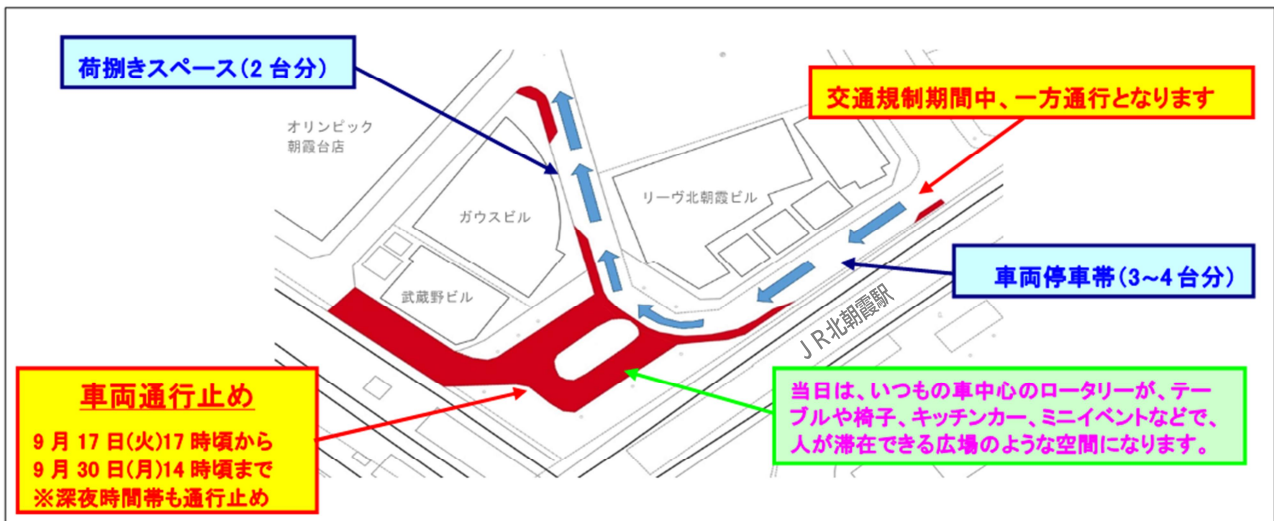 荷捌きスペース(2台分)
交通規制期間中、一方通行となります
オリンピック
朝霞台店
ガウスビル
リーヴ北朝霞ビル
車両停車帯(3~4台分)
武蔵野ビル
JR北朝霞駅
車両通行止め
9月17日(火)17時頃から
9月30日(月)14時頃まで
※深夜時間帯も通行止め
当日は、いつもの車中心のロータリーが、テー
ブルや椅子、キッチンカー、ミニイベントなどで、
人が滞在できる広場のような空間になります。